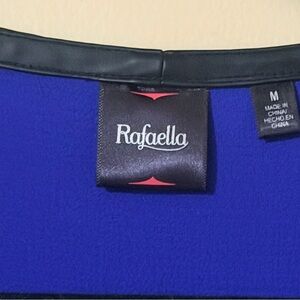 Rafaella
M
MADE IN
CHINA/
HECHO EN
CHINA